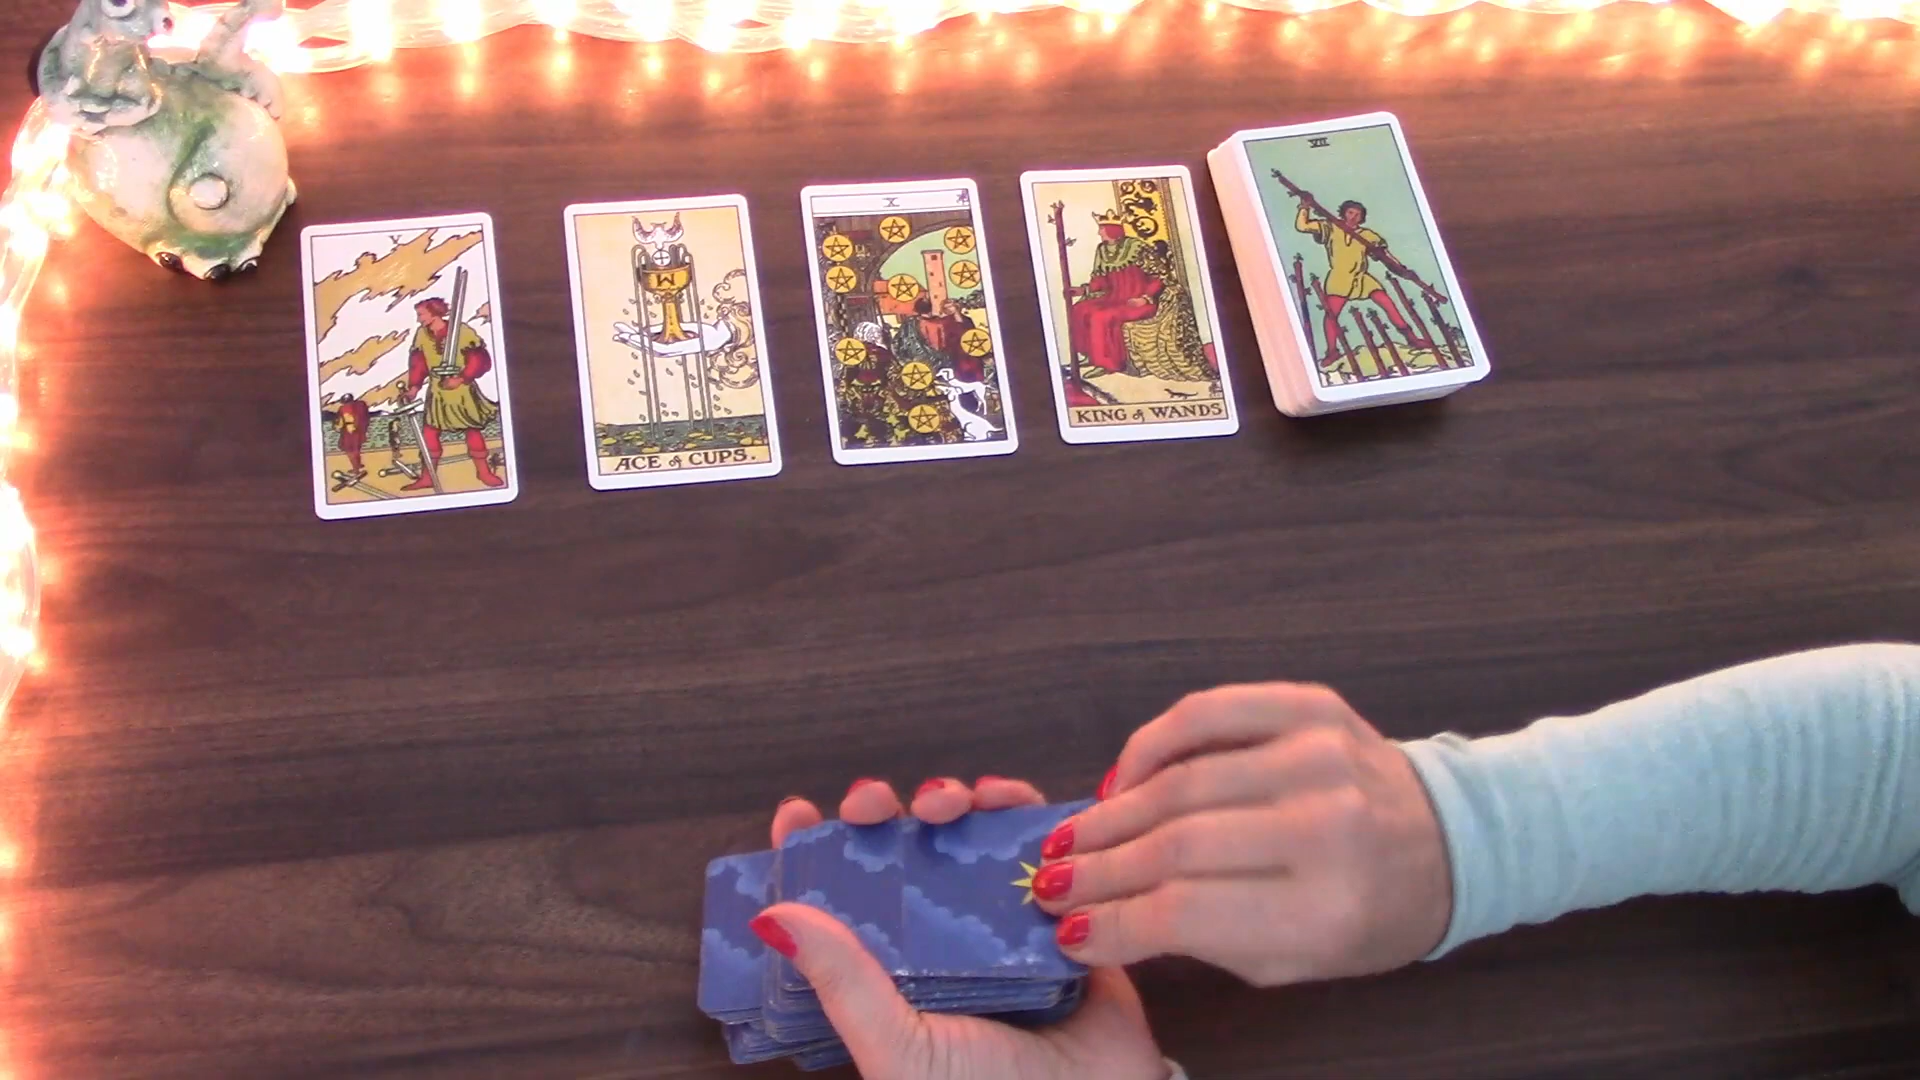 V
ACE of CUPS.
X
KING of WANDS
VII